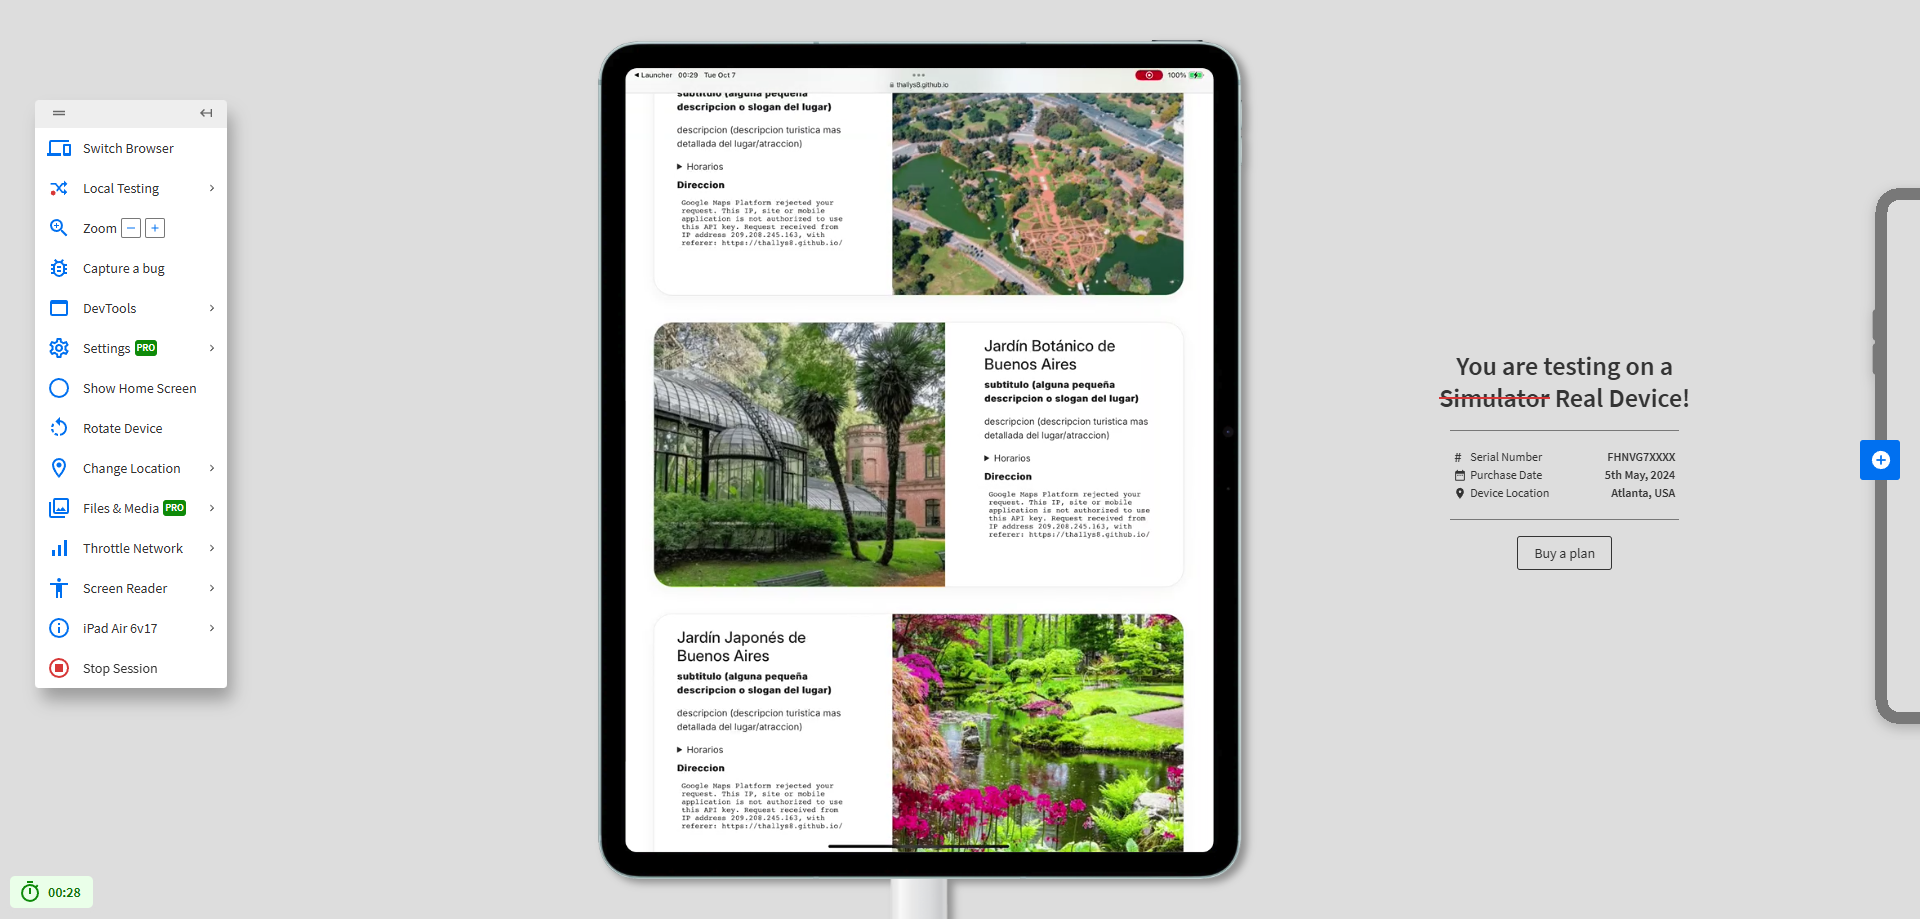 Switch Browser
Local Testing
Zoom
Capture a bug
DevTools
Settings PRO
Show Home Screen
Rotate Device
Change Location
Files & Media PRO
Throttle Network
Screen Reader
iPad Air 6v17
Stop Session
00:28
Launcher 00:29 Tue Oct 7
100%
thallys8.github.io
subtitulo (alguna pequeña
descripcion o slogan del lugar)
descripcion (descripcion turistica mas
detallada del lugar/atraccion)
Horarios
Direccion
Google Maps Platform rejected your
request. This IP, site or mobile
application is not authorized to use
this API key. Request received from
IP address 209.208.245.163, with
referer: https://thallys8.github.io/
Jardín Botánico de
Buenos Aires
subtitulo (alguna pequeña
descripcion o slogan del lugar)
descripcion (descripcion turistica mas
detallada del lugar/atraccion)
Horarios
Direccion
Google Maps Platform rejected your
request. This IP, site or mobile
application is not authorized to use
this API key. Request received from
IP address 209.208.245.163, with
referer: https://thallys8.github.io/
Jardín Japonés de
Buenos Aires
subtitulo (alguna pequeña
descripcion o slogan del lugar)
descripcion (descripcion turistica mas
detallada del lugar/atraccion)
Horarios
Direccion
Google Maps Platform rejected your
request. This IP, site or mobile
application is not authorized to use
this API key. Request received from
IP address 209.208.245.163, with
referer: https://thallys8.github.io/
You are testing on a
Simulator Real Device!
# Serial Number FHNVG7XXXX
Purchase Date 5th May, 2024
Device Location Atlanta, USA
Buy a plan